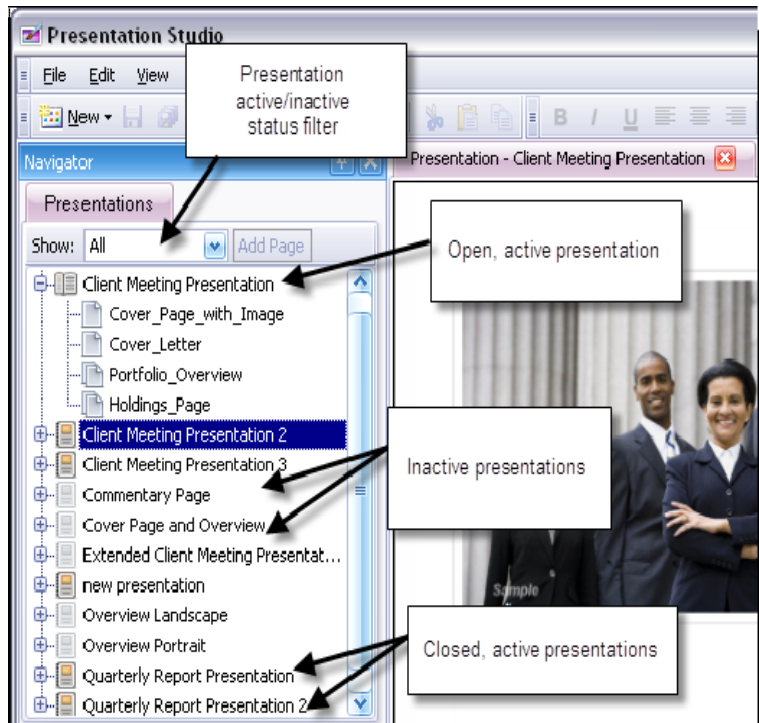 Presentation Studio
File Edit View
Presentation
active/inactive
status filter
New
B I U
Navigator
Presentation - Client Meeting Presentation
Presentations
Show: All Add Page
Open, active presentation
Client Meeting Presentation
Cover_Page_with_Image
Cover_Letter
Portfolio_Overview
Holdings_Page
Client Meeting Presentation 2
Client Meeting Presentation 3
Inactive presentations
Commentary Page
Cover Page and Overview
Extended Client Meeting Presentat...
new presentation
Sample
Overview Landscape
Overview Portrait
Closed, active presentations
Quarterly Report Presentation
Quarterly Report Presentation 2